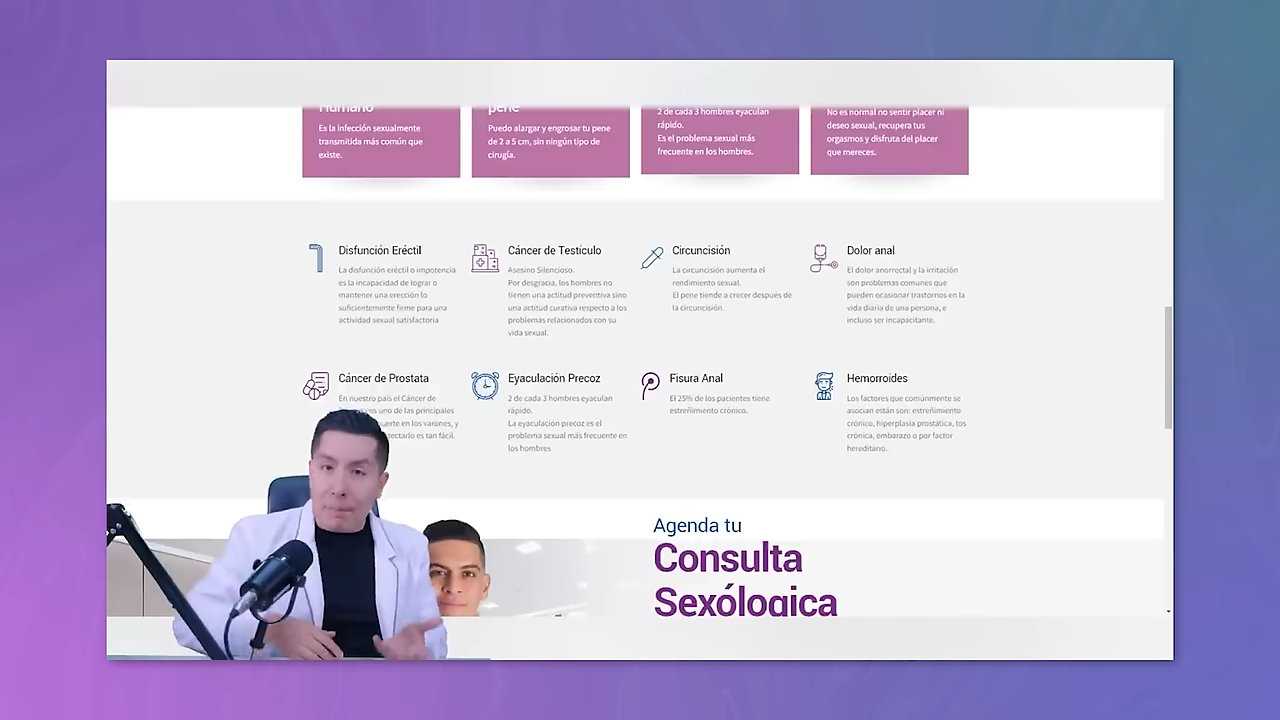 Humano
Es la infección sexualmente
transmitida más común que
existe.
pene
Puedo alargar y engrosar tu pene
de 2 a 5 cm, sin ningún tipo de
cirugía.
2 de cada 3 hombres eyaculan
rápido.
Es el problema sexual más
frecuente en los hombres.
No es normal no sentir placer ni
deseo sexual, recupera tus
orgasmos y disfruta del placer
que mereces.
Disfunción Eréctil
La disfunción eréctil o impotencia
es la incapacidad de lograr o
mantener una erección lo
suficientemente firme para una
actividad sexual satisfactoria
Cáncer de Testículo
Asesino Silencioso.
Por desgracia, los hombres no
tienen una actitud preventiva sino
una actitud curativa respecto a los
problemas relacionados con su
vida sexual.
Circuncisión
La circuncisión aumenta el
rendimiento sexual.
El pene tiende a crecer después de
la circuncisión.
Dolor anal
El dolor anorrectal y la irritación
son problemas comunes que
pueden ocasionar trastornos en la
vida diaria de una persona, e
incluso ser incapacitante.
Cáncer de Prostata
En nuestro país el Cáncer de
uno de las principales
en los varones, y
es tan fácil.
Eyaculación Precoz
2 de cada 3 hombres eyaculan
rápido.
La eyaculación precoz es el
problema sexual más frecuente en
los hombres
Fisura Anal
El 25% de los pacientes tiene
estreñimiento crónico.
Hemorroides
Los factores que comúnmente se
asocian están son: estreñimiento
crónico, hiperplasia prostática, tos
crónica, embarazo o por factor
hereditario.
Agenda tu
Consulta
Sexólogica